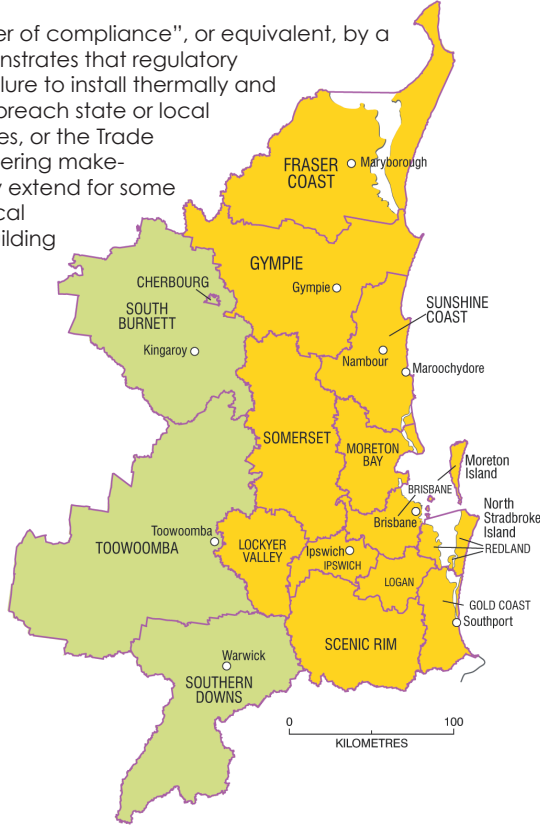 er of compliance”, or equivalent, by a
nstrates that regulatory
lure to install thermally and
breach state or local
es, or the Trade
ering make-
y extend for some
cal
ilding
FRASER
COAST
Maryborough
GYMPIE
Gympie
CHERBOURG
SOUTH
BURNETT
Kingaroy
SUNSHINE
COAST
Nambour
Maroochydore
SOMERSET
MORETON
BAY
Moreton
Island
BRISBANE
Brisbane
North
Stradbroke
Island
REDLAND
Toowoomba
TOOWOOMBA
LOCKYER
VALLEY
Ipswich
IPSWICH
LOGAN
GOLD COAST
Southport
SCENIC RIM
Warwick
SOUTHERN
DOWNS
0 100
KILOMETRES